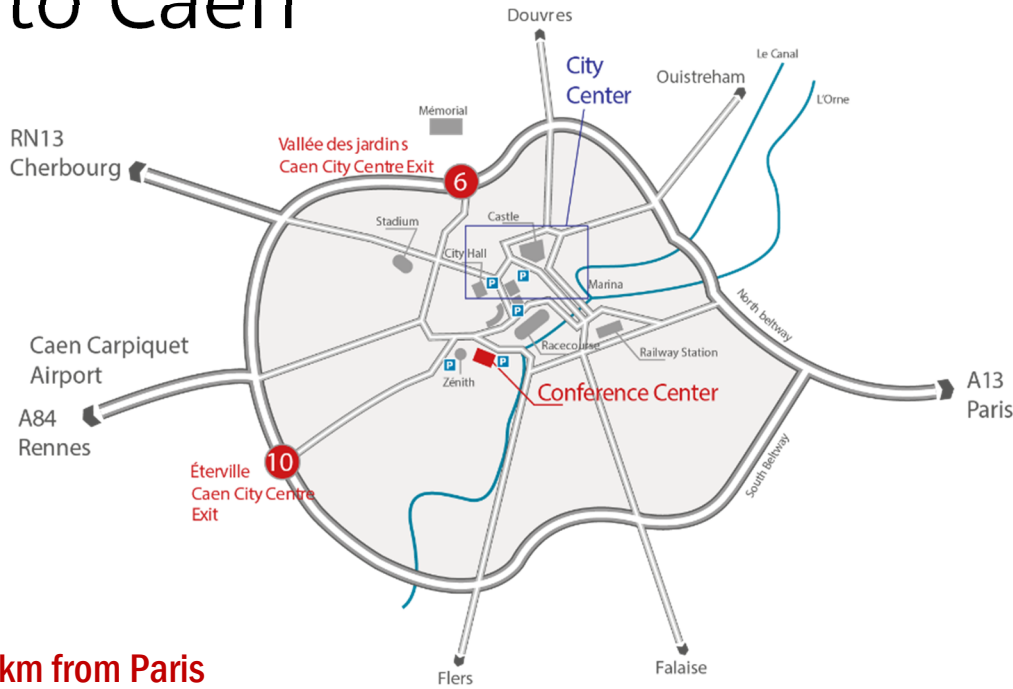 to Caen
Douvres
Le Canal
City
Center
Ouistreham
L'Orne
Mémorial
RN13
Cherbourg
Vallée des jardins
Caen City Centre Exit
6
Stadium
Castle
City Hall
P
P
Marina
P
North beltway
Racecourse
Railway Station
Caen Carpiquet
Airport
P
P
Zénith
Conference Center
A13
Paris
A84
Rennes
10
Éterville
Caen City Centre
Exit
South Beltway
Flers
Falaise
km from Paris